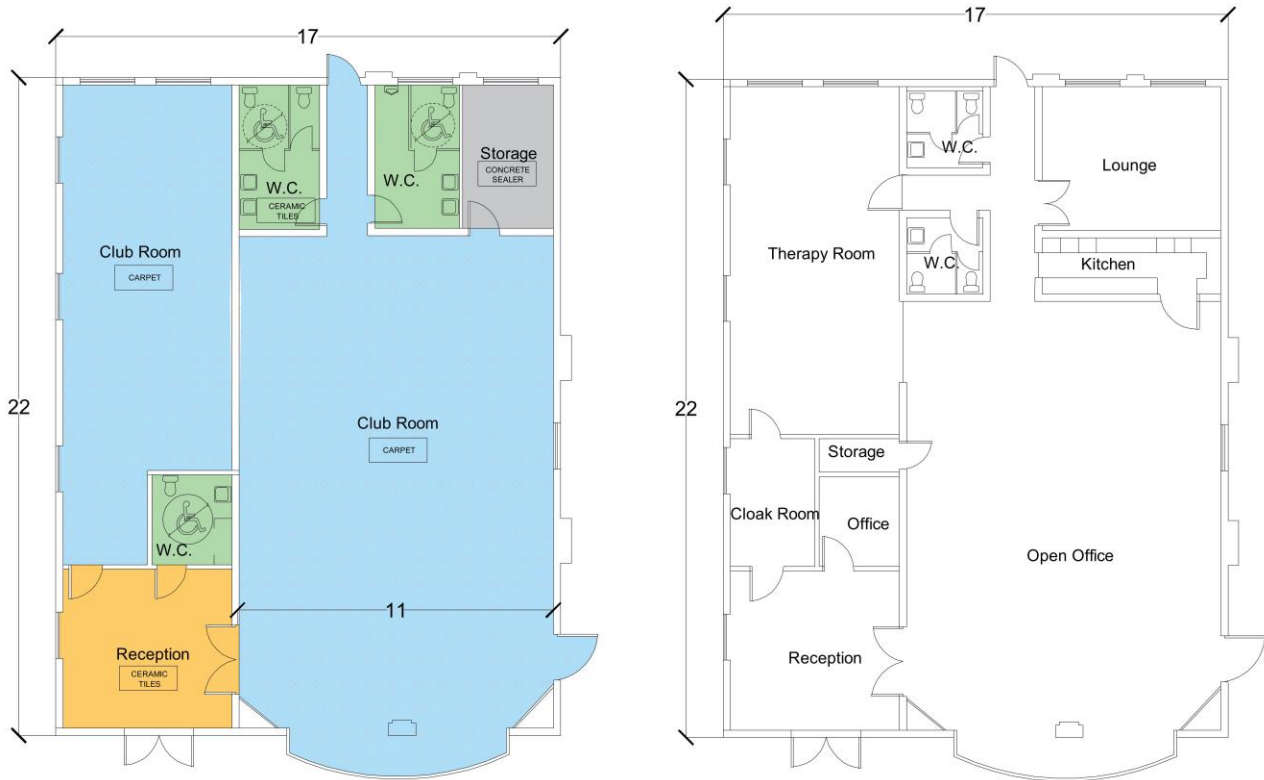 17
22
W.C.
CERAMIC
TILES
W.C.
Storage
CONCRETE
SEALER
Club Room
CARPET
Club Room
CARPET
W.C.
11
Reception
CERAMIC
TILES
17
22
W.C.
Lounge
Therapy Room
W.C.
Kitchen
Storage
Cloak Room
Office
Open Office
Reception